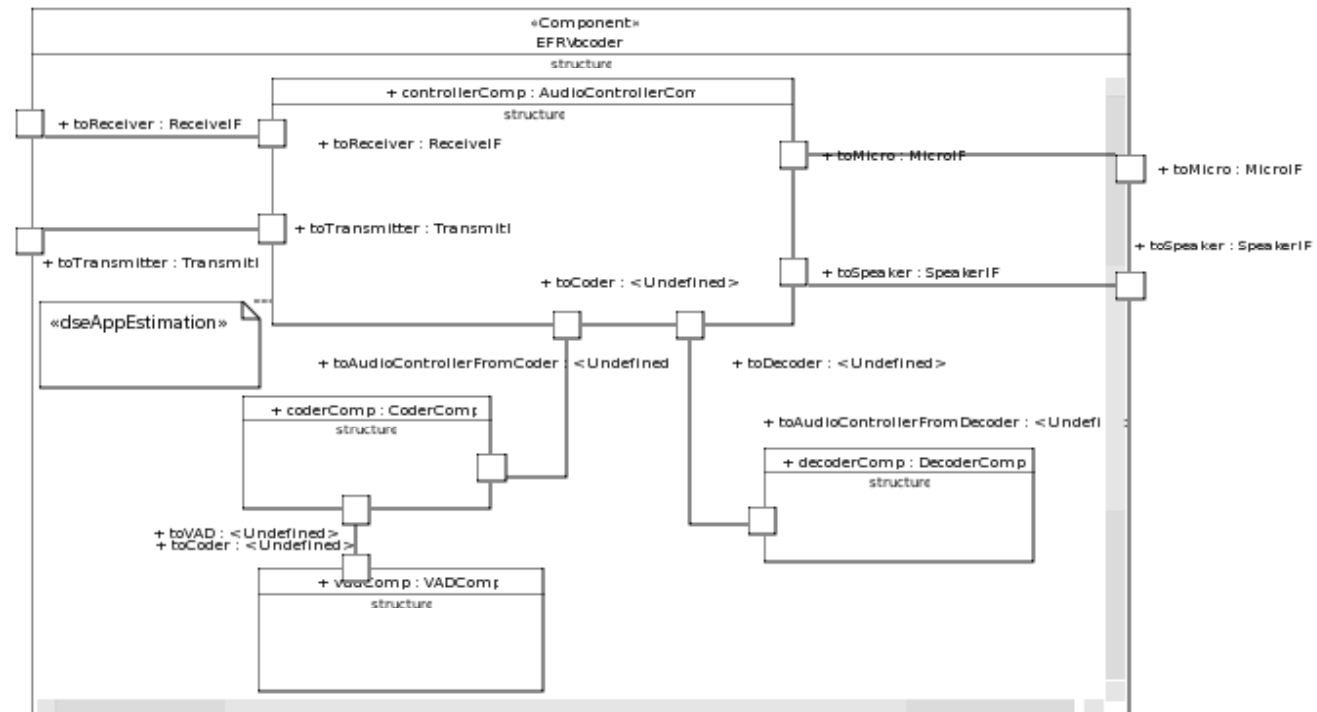 «Component»
EFRVocoder
structure
+ controllerComp : AudioControllerCom
structure
+ toReceiver : ReceiveIF
+ toReceiver : ReceiveIF
+ toMicro : MicroIF
+ toMicro : MicroIF
+ toTransmitter : TransmitI
+ toTransmitter : TransmitI
+ toSpeaker : SpeakerIF
+ toSpeaker : SpeakerIF
+ toCoder : <Undefined>
«dseAppEstimation»
+ toAudioControllerFromCoder : <Undefined
+ toDecoder : <Undefined>
+ coderComp : CoderComp
structure
+ toAudioControllerFromDecoder : <Undefi
+ decoderComp : DecoderComp
structure
+ toVAD : <Undefined>
+ toCoder : <Undefined>
+ vadComp : VADComp
structure